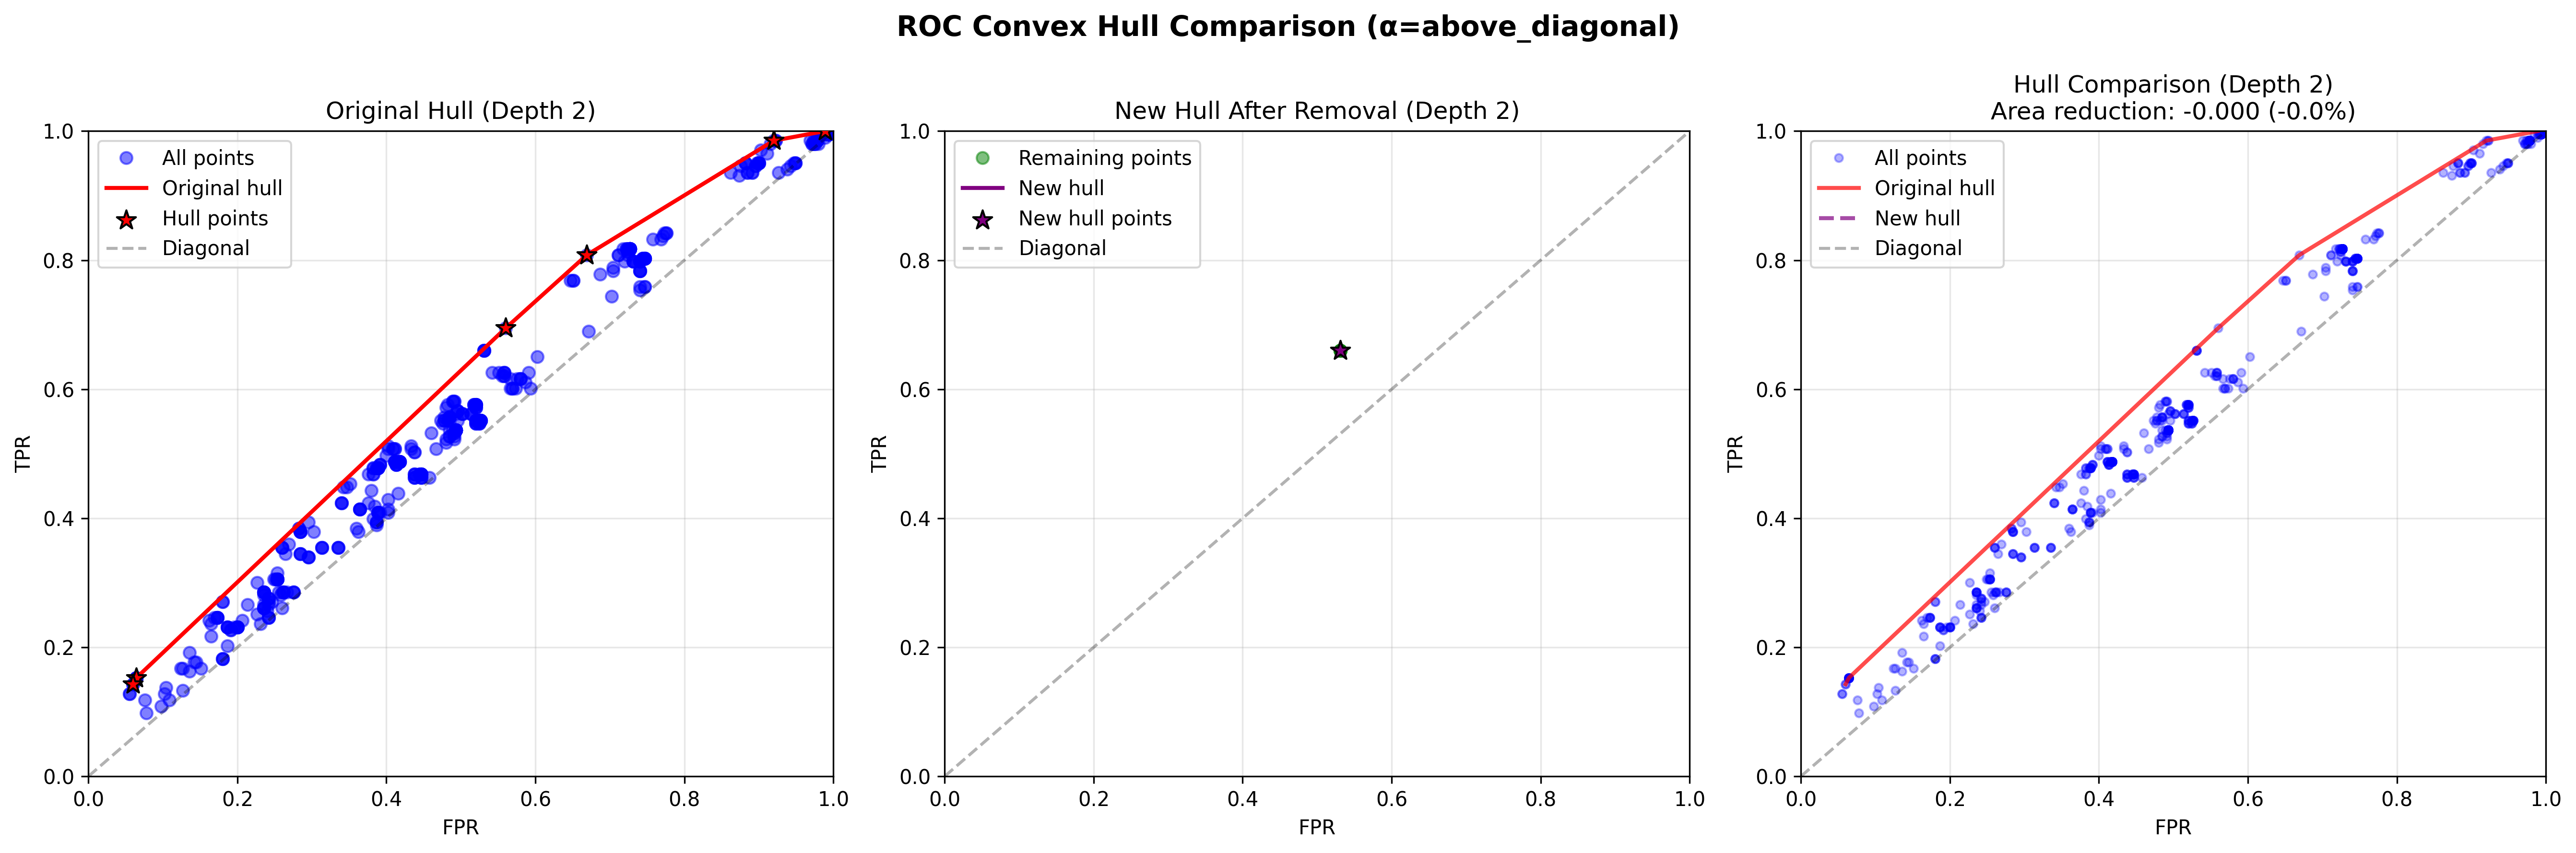 ROC Convex Hull Comparison (α=above_diagonal)
Original Hull (Depth 2)
All points
Original hull
Hull points
Diagonal
1.0
0.8
0.6
0.4
0.2
0.0
TPR
0.0 0.2 0.4 0.6 0.8 1.0
FPR
New Hull After Removal (Depth 2)
Remaining points
New hull
New hull points
Diagonal
1.0
0.8
0.6
0.4
0.2
0.0
TPR
0.0 0.2 0.4 0.6 0.8 1.0
FPR
Hull Comparison (Depth 2)
Area reduction: -0.000 (-0.0%)
All points
Original hull
New hull
Diagonal
1.0
0.8
0.6
0.4
0.2
0.0
TPR
0.0 0.2 0.4 0.6 0.8 1.0
FPR